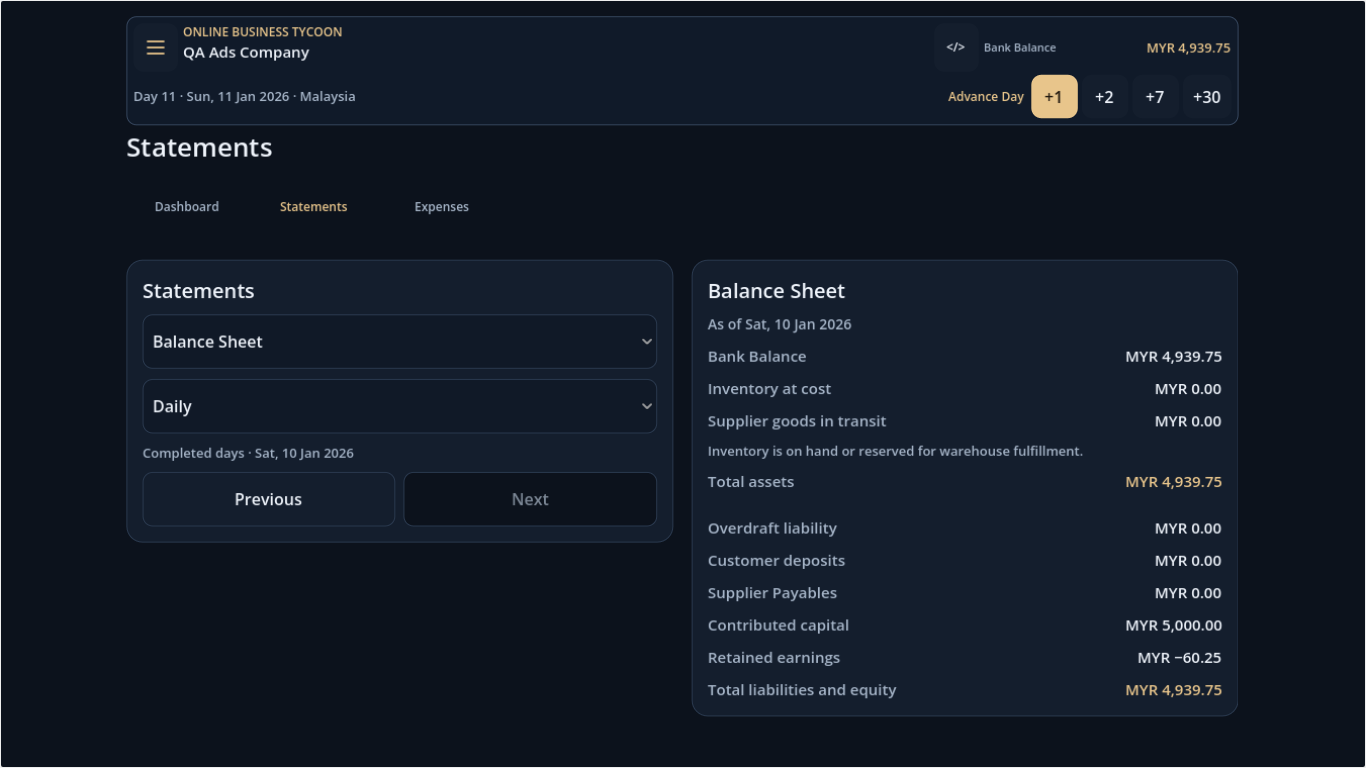 ONLINE BUSINESS TYCOON
QA Ads Company
</> Bank Balance MYR 4,939.75
Day 11 · Sun, 11 Jan 2026 · Malaysia
Advance Day +1 +2 +7 +30
Statements
Dashboard Statements Expenses
Statements
Balance Sheet
Daily
Completed days · Sat, 10 Jan 2026
Previous Next
Balance Sheet
As of Sat, 10 Jan 2026
Bank Balance MYR 4,939.75
Inventory at cost MYR 0.00
Supplier goods in transit MYR 0.00
Inventory is on hand or reserved for warehouse fulfillment.
Total assets MYR 4,939.75
Overdraft liability MYR 0.00
Customer deposits MYR 0.00
Supplier Payables MYR 0.00
Contributed capital MYR 5,000.00
Retained earnings MYR −60.25
Total liabilities and equity MYR 4,939.75